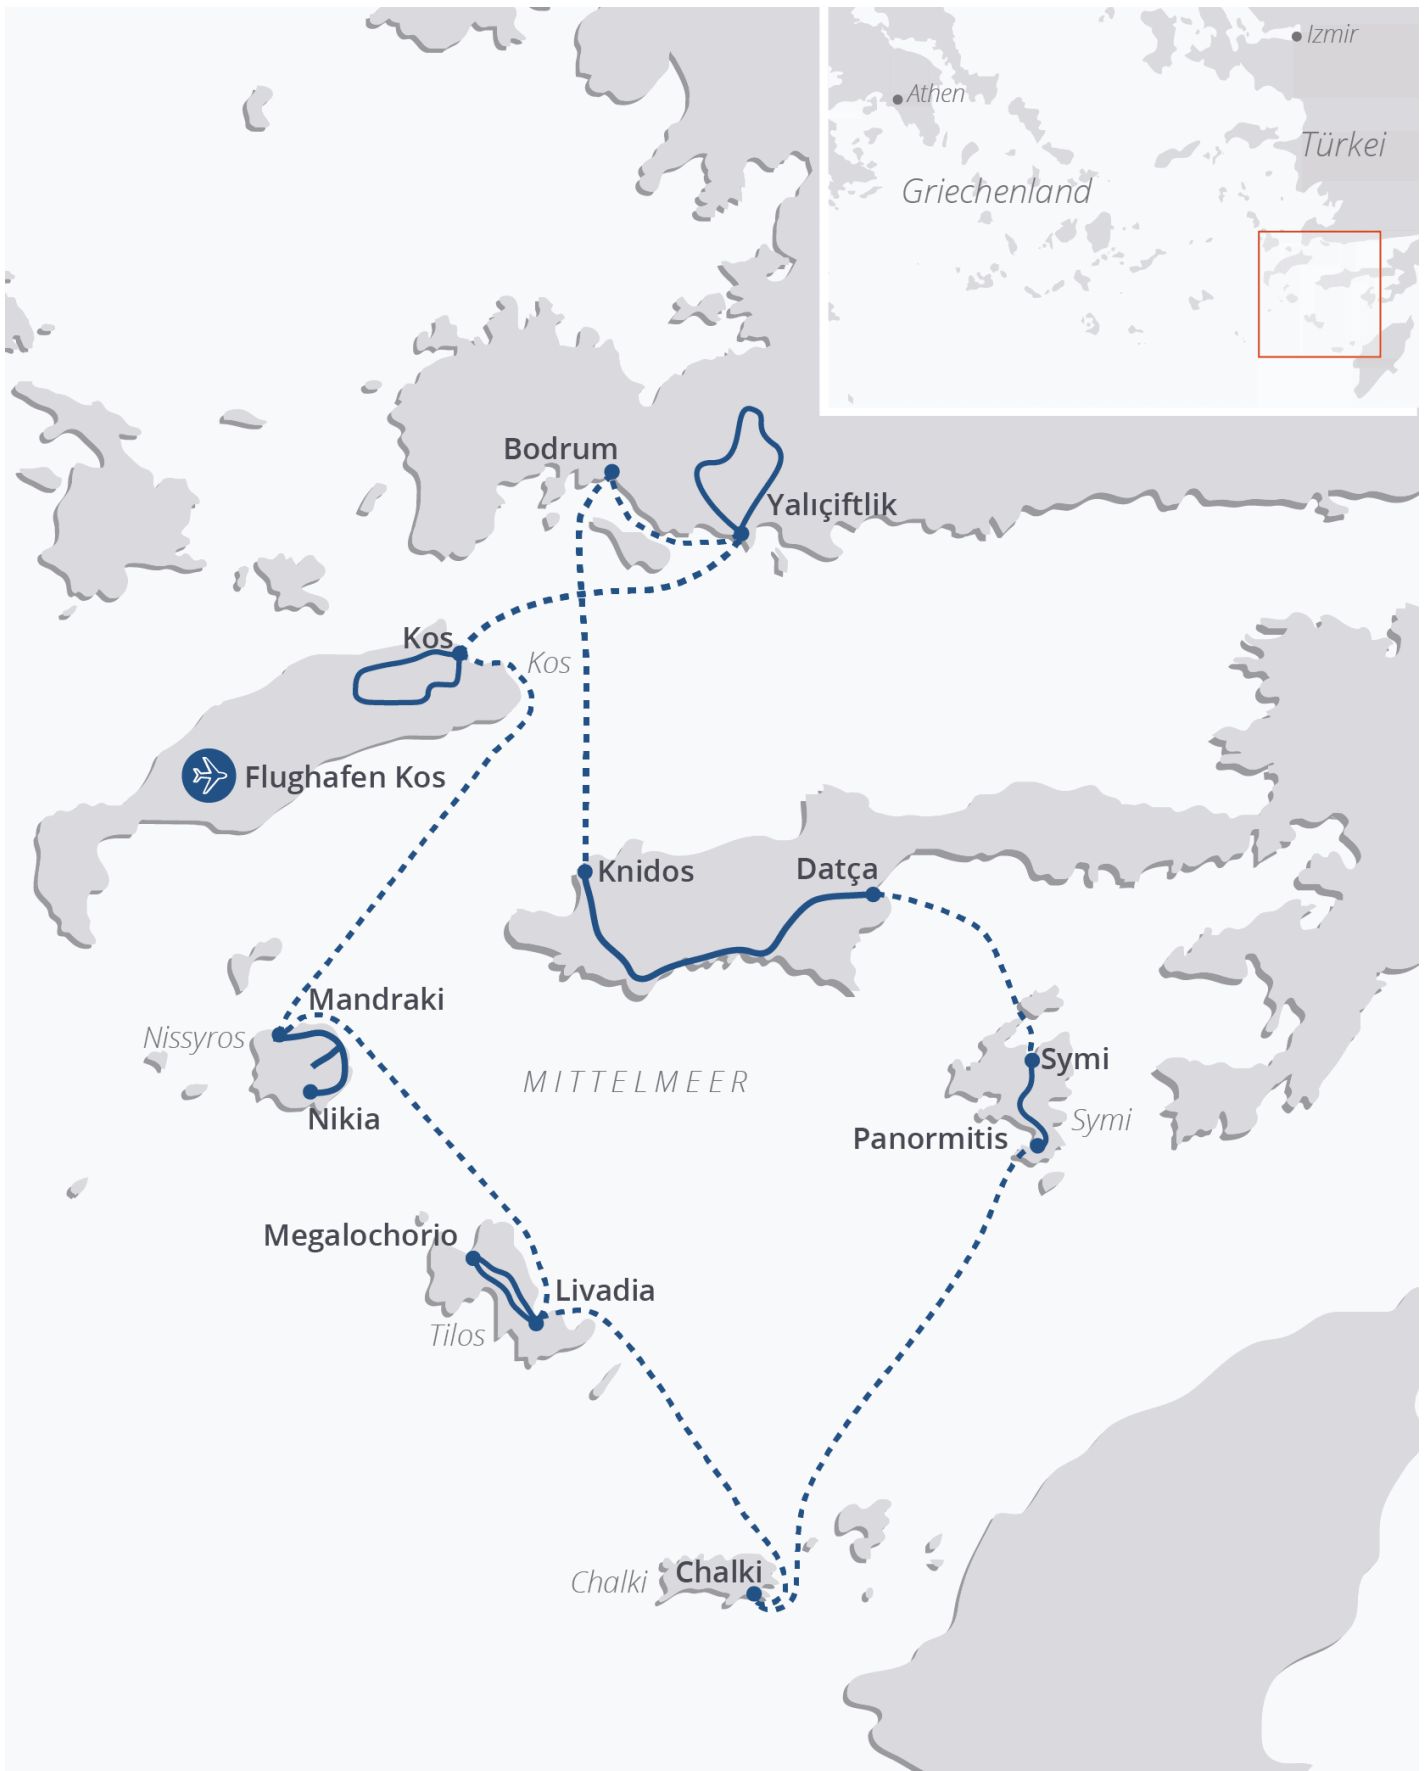 Izmir
Athen
Türkei
Griechenland
Bodrum
Yalıçiftlik
Kos
Kos
Flughafen Kos
Knidos
Datça
Mandraki
Nissyros
Nikia
MITTELMEER
Symi
Symi
Panormitis
Megalochorio
Livadia
Tilos
Chalki
Chalki